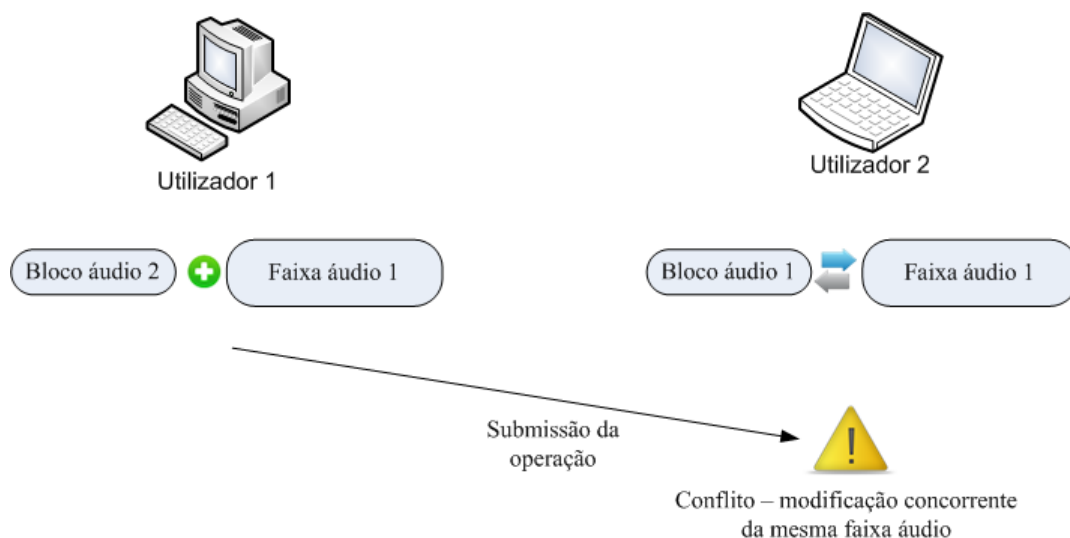 Utilizador 1
Utilizador 2
Bloco áudio 2
Faixa áudio 1
Bloco áudio 1
Faixa áudio 1
Submissão da
operação
Conflito – modificação concorrente
da mesma faixa áudio